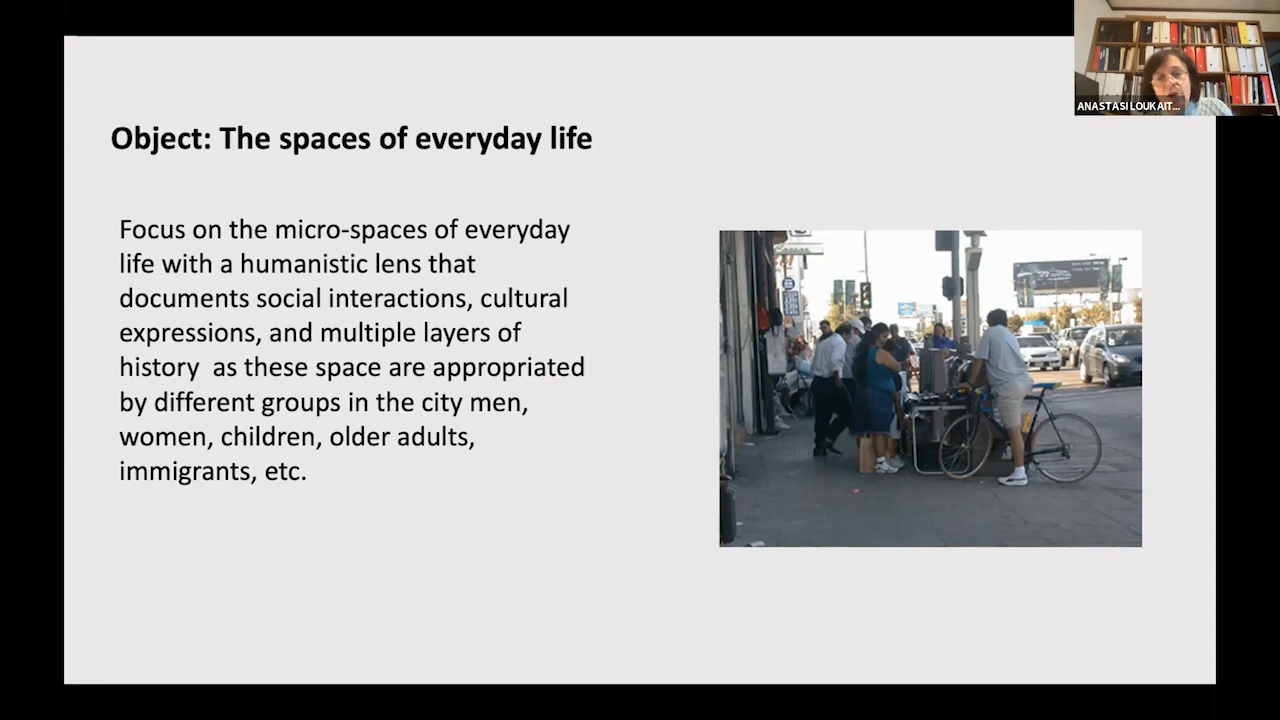 ANASTASI LOUKAIT...
Object: The spaces of everyday life
Focus on the micro-spaces of everyday
life with a humanistic lens that
documents social interactions, cultural
expressions, and multiple layers of
history  as these space are appropriated
by different groups in the city men,
women, children, older adults,
immigrants, etc.